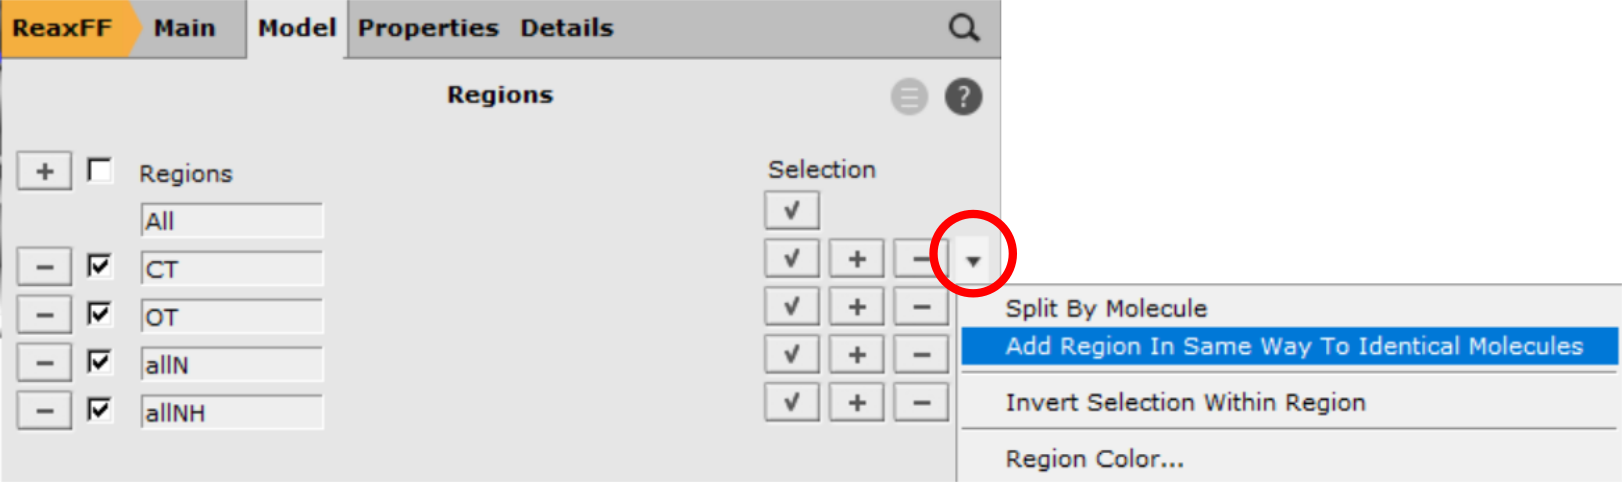 ReaxFF Main Model Properties Details
Regions
?
+ Regions Selection
All √
− CT √ + −
− OT √ + −
Split By Molecule
− allN √ + −
Add Region In Same Way To Identical Molecules
− allNH √ + −
Invert Selection Within Region
Region Color...